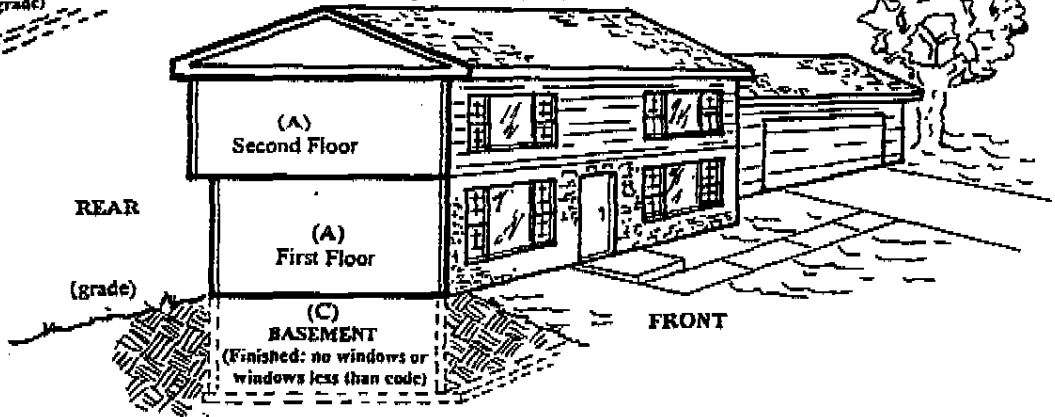 grade)
(A)
Second Floor
REAR
(A)
First Floor
(grade)
(C)
BASEMENT
(Finished: no windows or
windows less than code)
FRONT